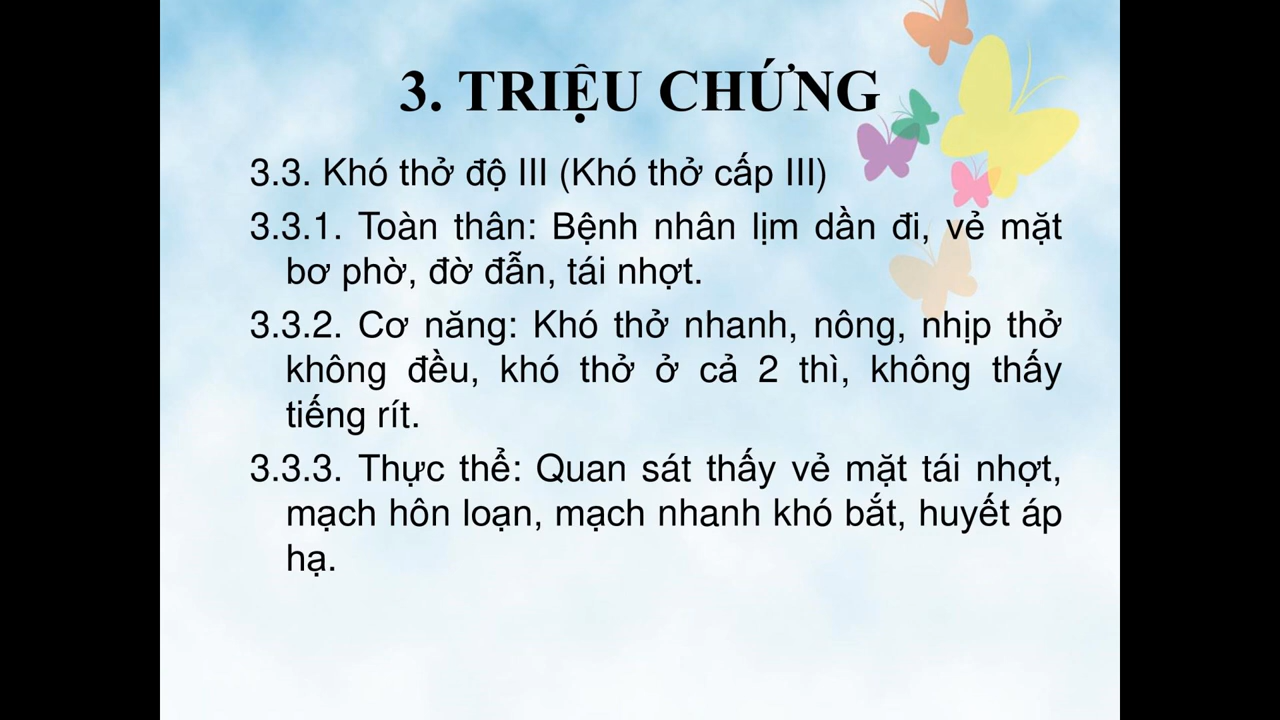 3. TRIỆU CHỨNG
3.3. Khó thở độ III (Khó thở cấp III)
3.3.1. Toàn thân: Bệnh nhân lịm dần đi, vẻ mặt
bơ phờ, đờ đẫn, tái nhợt.
3.3.2. Cơ năng: Khó thở nhanh, nông, nhịp thở
không đều, khó thở ở cả 2 thì, không thấy
tiếng rít.
3.3.3. Thực thể: Quan sát thấy vẻ mặt tái nhợt,
mạch hôn loạn, mạch nhanh khó bắt, huyết áp
hạ.